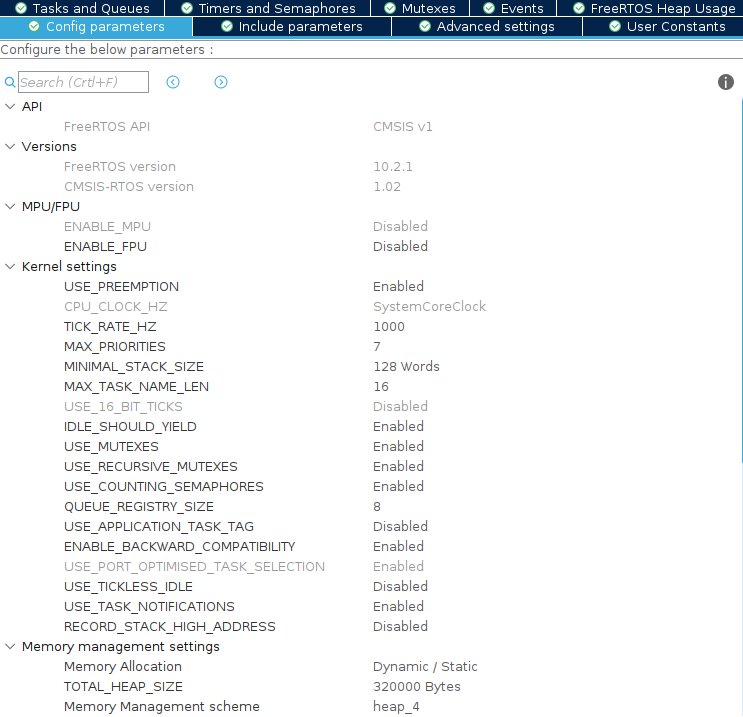 Tasks and Queues Timers and Semaphores Mutexes Events FreeRTOS Heap Usage
Config parameters Include parameters Advanced settings User Constants
Configure the below parameters :
Search (Crtl+F)
API
FreeRTOS API CMSIS v1
Versions
FreeRTOS version 10.2.1
CMSIS-RTOS version 1.02
MPU/FPU
ENABLE_MPU Disabled
ENABLE_FPU Disabled
Kernel settings
USE_PREEMPTION Enabled
CPU_CLOCK_HZ SystemCoreClock
TICK_RATE_HZ 1000
MAX_PRIORITIES 7
MINIMAL_STACK_SIZE 128 Words
MAX_TASK_NAME_LEN 16
USE_16_BIT_TICKS Disabled
IDLE_SHOULD_YIELD Enabled
USE_MUTEXES Enabled
USE_RECURSIVE_MUTEXES Enabled
USE_COUNTING_SEMAPHORES Enabled
QUEUE_REGISTRY_SIZE 8
USE_APPLICATION_TASK_TAG Disabled
ENABLE_BACKWARD_COMPATIBILITY Enabled
USE_PORT_OPTIMISED_TASK_SELECTION Enabled
USE_TICKLESS_IDLE Disabled
USE_TASK_NOTIFICATIONS Enabled
RECORD_STACK_HIGH_ADDRESS Disabled
Memory management settings
Memory Allocation Dynamic / Static
TOTAL_HEAP_SIZE 320000 Bytes
Memory Management scheme heap_4